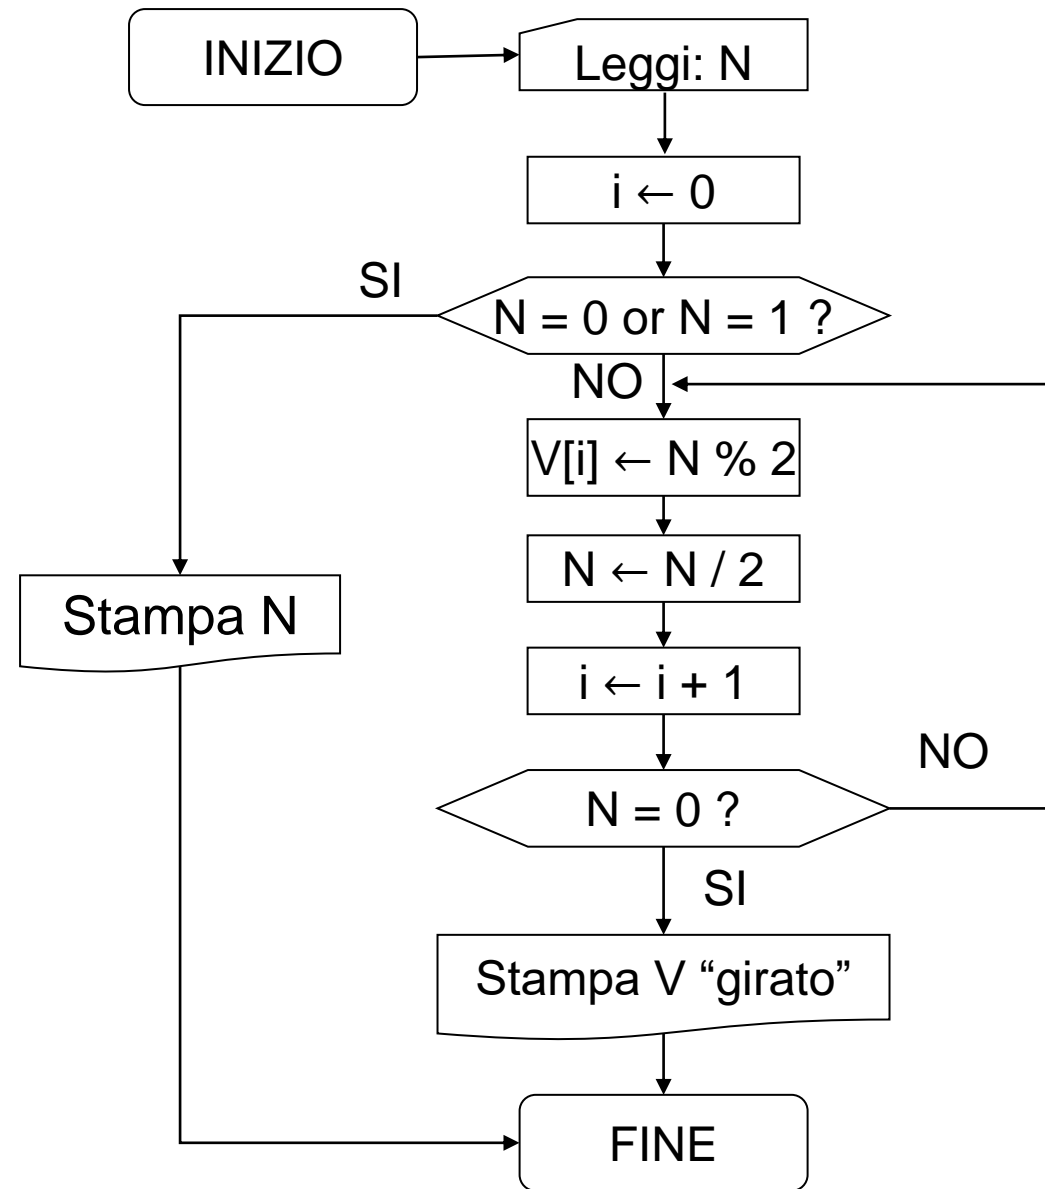 INIZIO
Leggi: N
i ← 0
SI
N = 0 or N = 1 ?
NO
V[i] ← N % 2
N ← N / 2
Stampa N
i ← i + 1
NO
N = 0 ?
SI
Stampa V “girato”
FINE